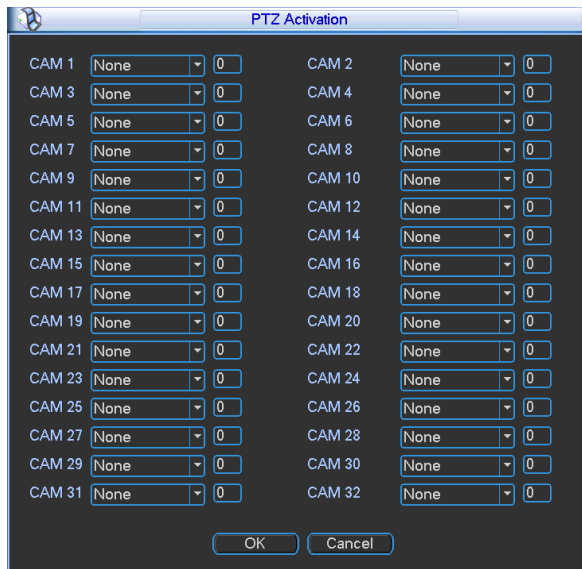 PTZ Activation
CAM 1 None 0 CAM 2 None 0
CAM 3 None 0 CAM 4 None 0
CAM 5 None 0 CAM 6 None 0
CAM 7 None 0 CAM 8 None 0
CAM 9 None 0 CAM 10 None 0
CAM 11 None 0 CAM 12 None 0
CAM 13 None 0 CAM 14 None 0
CAM 15 None 0 CAM 16 None 0
CAM 17 None 0 CAM 18 None 0
CAM 19 None 0 CAM 20 None 0
CAM 21 None 0 CAM 22 None 0
CAM 23 None 0 CAM 24 None 0
CAM 25 None 0 CAM 26 None 0
CAM 27 None 0 CAM 28 None 0
CAM 29 None 0 CAM 30 None 0
CAM 31 None 0 CAM 32 None 0
OK Cancel